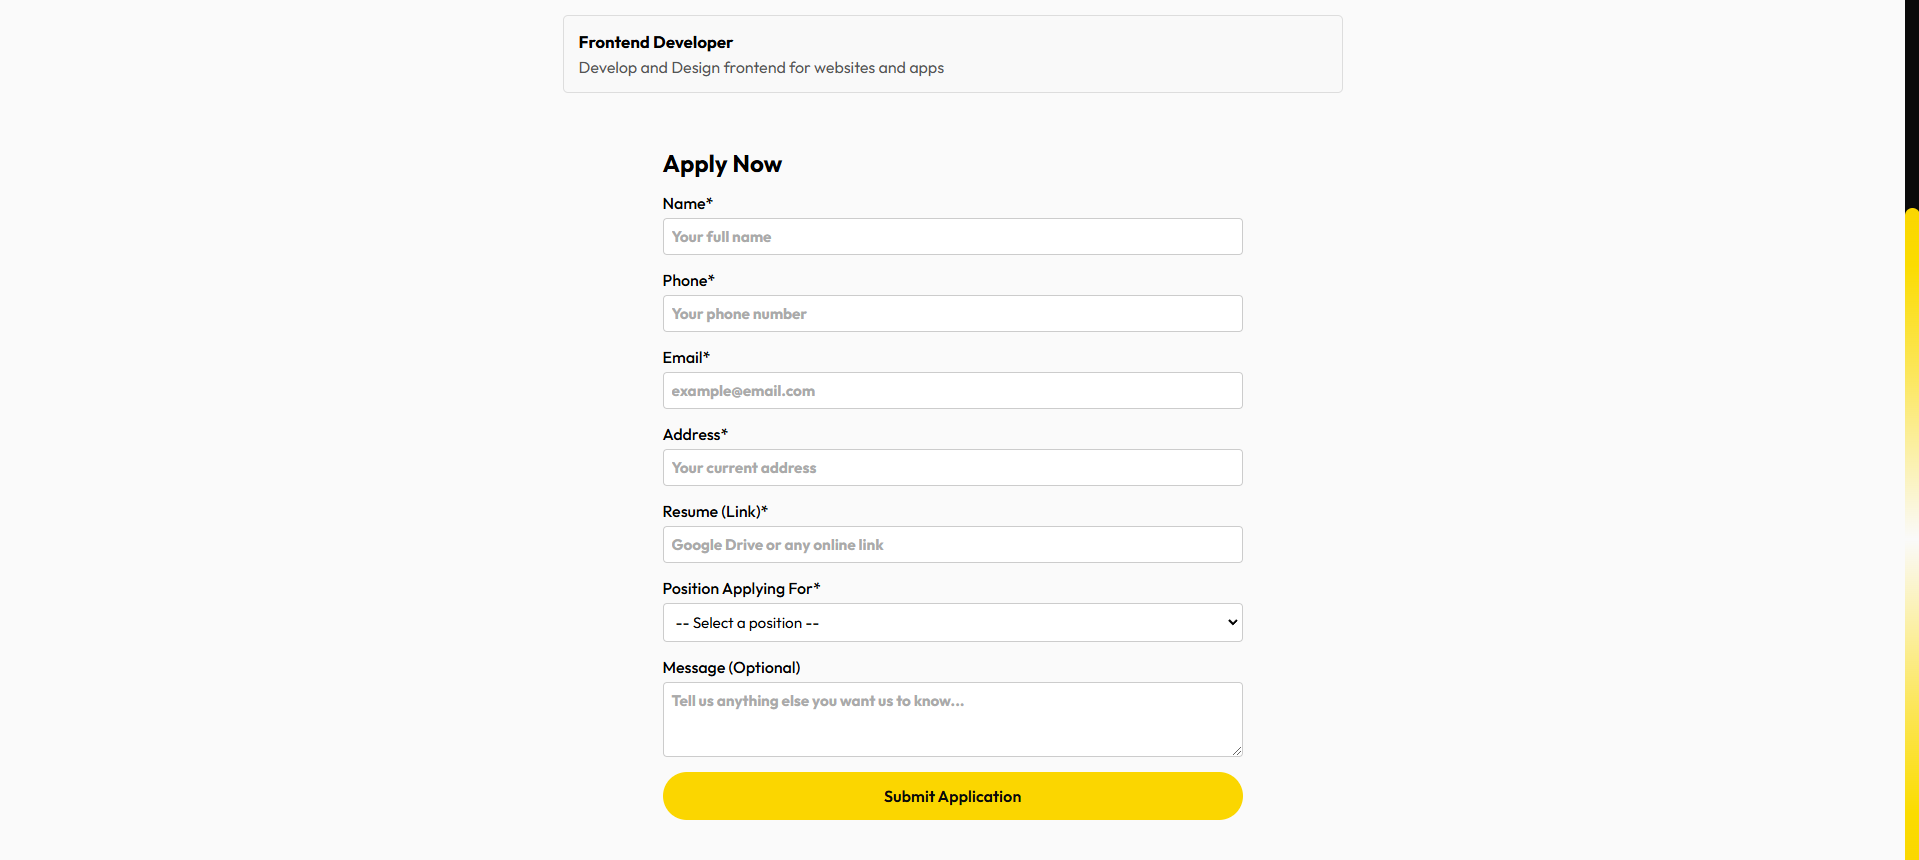 Frontend Developer
Develop and Design frontend for websites and apps
Apply Now
Name*
Your full name
Phone*
Your phone number
Email*
example@email.com
Address*
Your current address
Resume (Link)*
Google Drive or any online link
Position Applying For*
-- Select a position --
Message (Optional)
Tell us anything else you want us to know...
Submit Application